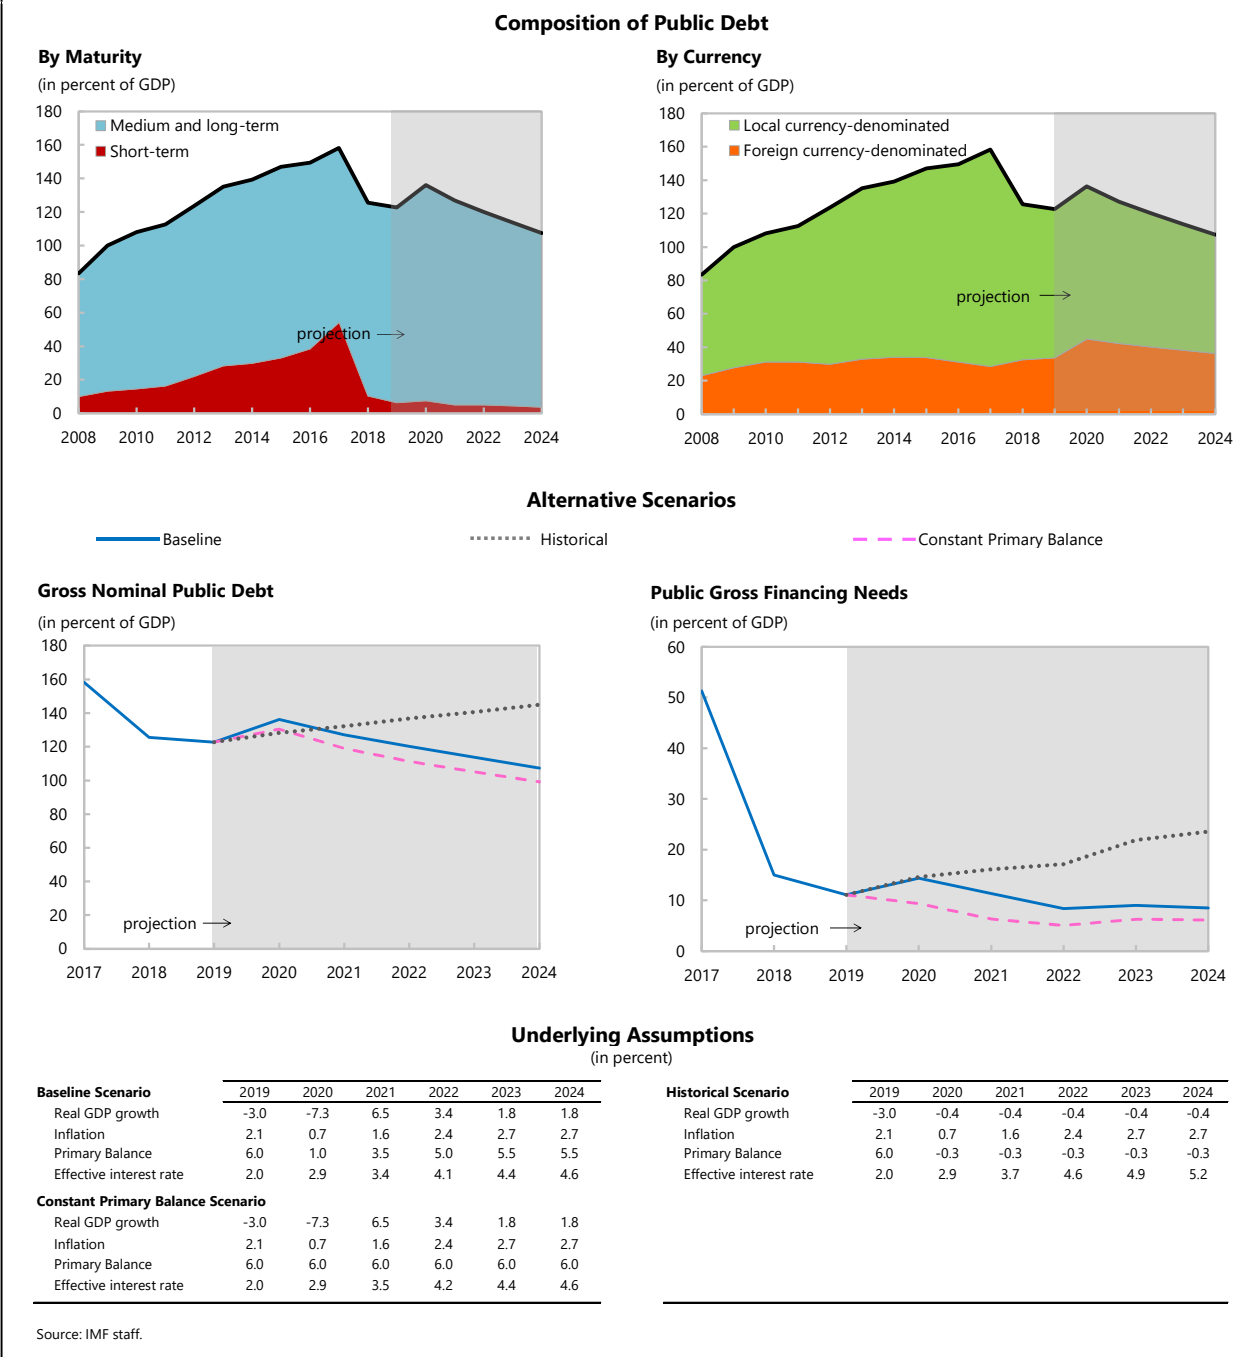 Composition of Public Debt
By Maturity
(in percent of GDP)
180
160
140
120
100
80
60
40
20
0
Medium and long-term
Short-term
projection
2008 2010 2012 2014 2016 2018 2020 2022 2024
By Currency
(in percent of GDP)
180
160
140
120
100
80
60
40
20
0
Local currency-denominated
Foreign currency-denominated
projection
2008 2010 2012 2014 2016 2018 2020 2022 2024
Alternative Scenarios
Baseline Historical Constant Primary Balance
Gross Nominal Public Debt
(in percent of GDP)
180
160
140
120
100
80
60
40
20
0
projection
2017 2018 2019 2020 2021 2022 2023 2024
Public Gross Financing Needs
(in percent of GDP)
60
50
40
30
20
10
0
projection
2017 2018 2019 2020 2021 2022 2023 2024
Underlying Assumptions
(in percent)
Baseline Scenario 2019 2020 2021 2022 2023 2024
Real GDP growth -3.0 -7.3 6.5 3.4 1.8 1.8
Inflation 2.1 0.7 1.6 2.4 2.7 2.7
Primary Balance 6.0 1.0 3.5 5.0 5.5 5.5
Effective interest rate 2.0 2.9 3.4 4.1 4.4 4.6
Constant Primary Balance Scenario
Real GDP growth -3.0 -7.3 6.5 3.4 1.8 1.8
Inflation 2.1 0.7 1.6 2.4 2.7 2.7
Primary Balance 6.0 6.0 6.0 6.0 6.0 6.0
Effective interest rate 2.0 2.9 3.5 4.2 4.4 4.6
Historical Scenario 2019 2020 2021 2022 2023 2024
Real GDP growth -3.0 -0.4 -0.4 -0.4 -0.4 -0.4
Inflation 2.1 0.7 1.6 2.4 2.7 2.7
Primary Balance 6.0 -0.3 -0.3 -0.3 -0.3 -0.3
Effective interest rate 2.0 2.9 3.7 4.6 4.9 5.2
Source: IMF staff.